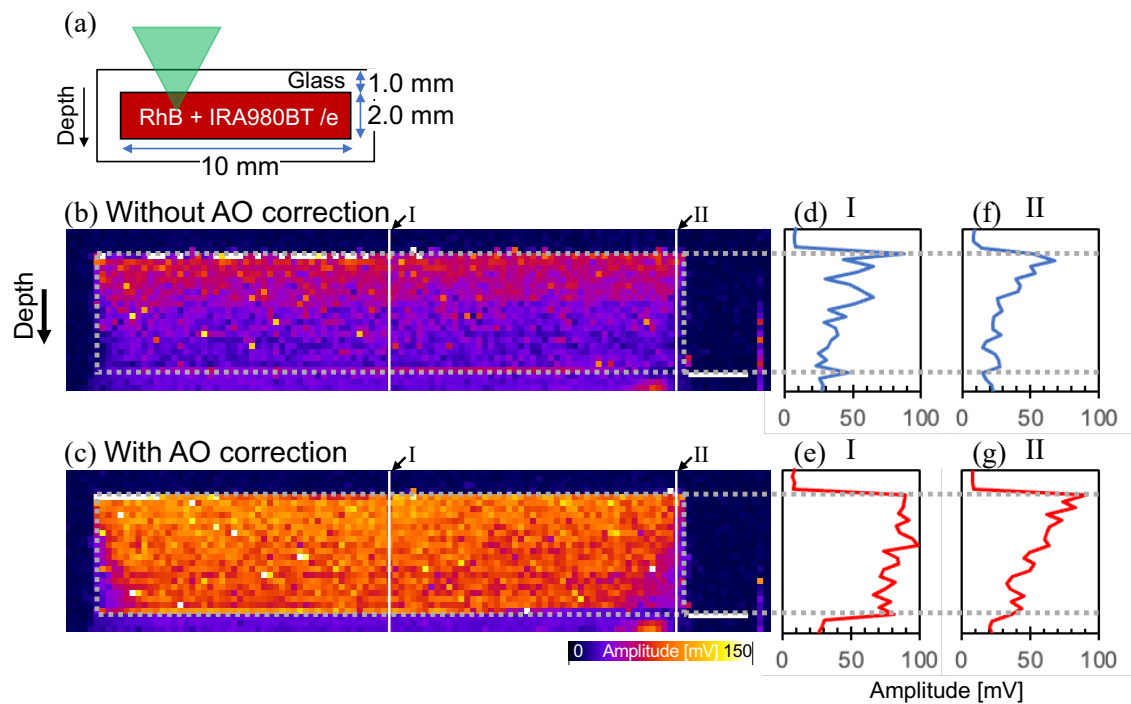 (a)
Glass
1.0 mm
Depth
RhB + IRA980BT /e
2.0 mm
10 mm
(b) Without AO correction
I
II
(d) I
(f) II
Depth
0 50 100
0 50 100
(c) With AO correction
I
II
(e) I
(g) II
0 Amplitude [mV] 150
0 50 100
0 50 100
Amplitude [mV]